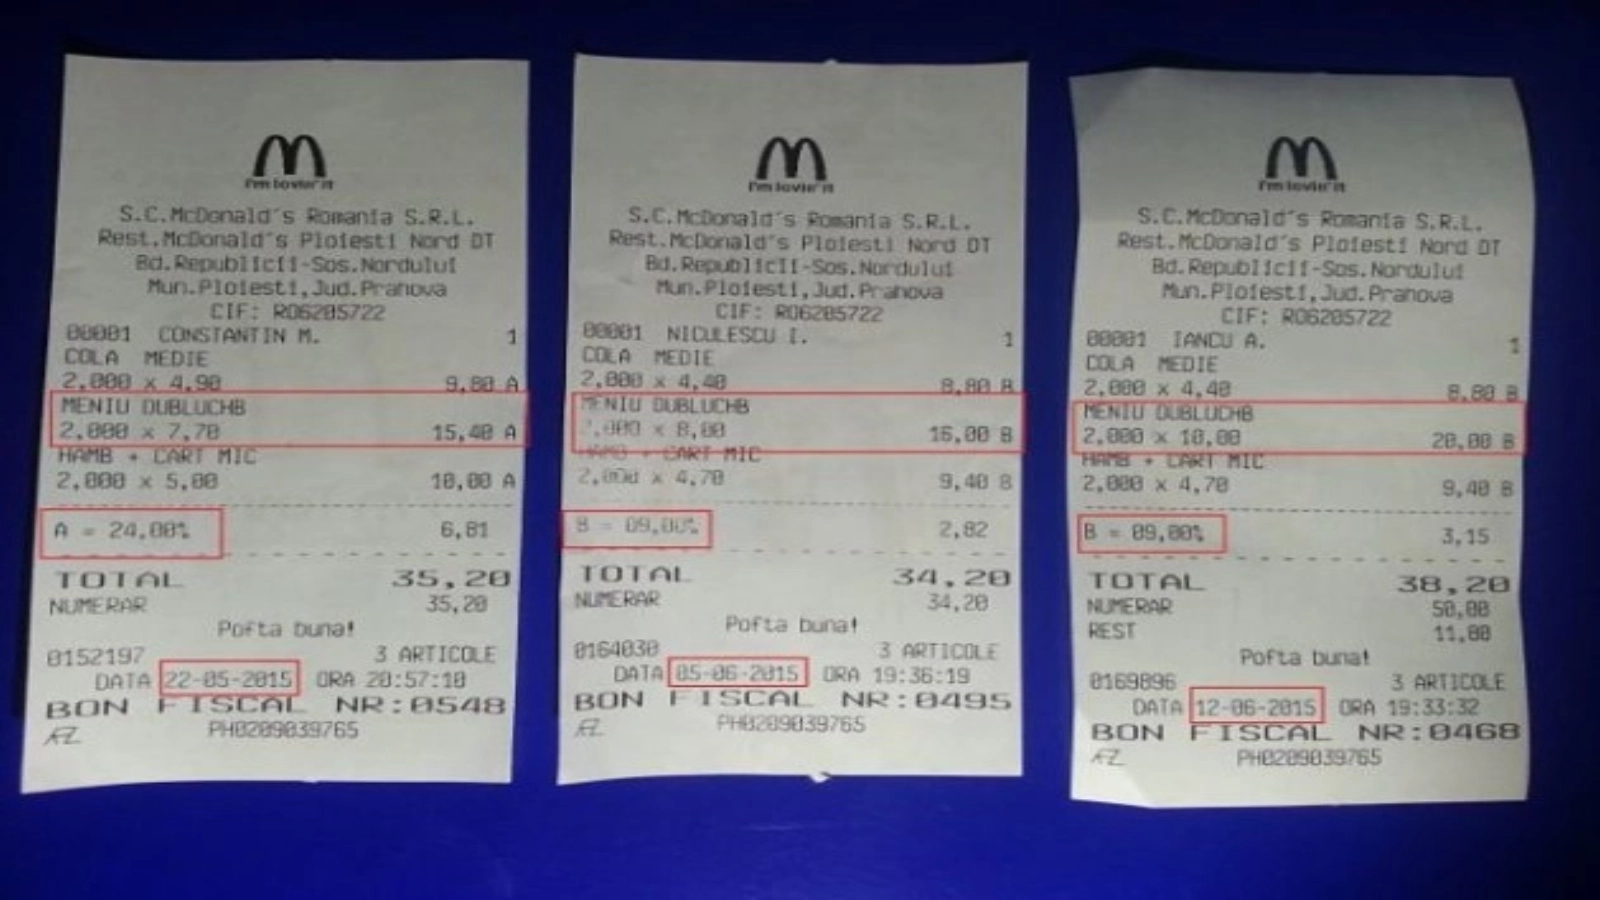 I'm lovin' it
S.C.McDonald's Romania S.R.L.
Rest.McDonald's Ploiesti Nord DT
Bd.Republicii-Sos.Nordului
Mun.Ploiesti,Jud.Prahova
CIF: RO6205722
00001 CONSTANTIN M. 1
COLA MEDIE
2,000 x 4,90 9,80 A
MENIU DUBLUCHB
2,000 x 7,70 15,40 A
HAMB + CART MIC
2,000 x 5,00 10,00 A
A = 24,00% 6,81
TOTAL 35,20
NUMERAR 35,20
Pofta buna!
0152197 3 ARTICOLE
DATA 22-05-2015 ORA 20:57:10
BON FISCAL NR:0548
PH0209039765
I'm lovin' it
S.C.McDonald's Romania S.R.L.
Rest.McDonald's Ploiesti Nord DT
Bd.Republicii-Sos.Nordului
Mun.Ploiesti,Jud.Prahova
CIF: RO6205722
00001 NICULESCU I. 1
COLA MEDIE
2,000 x 4,40 8,80 B
MENIU DUBLUCHB
2,000 x 8,00 16,00 B
HAMB + CART MIC
2,000 x 4,70 9,40 B
B = 09,00% 2,82
TOTAL 34,20
NUMERAR 34,20
Pofta buna!
0164030 3 ARTICOLE
DATA 05-06-2015 ORA 19:36:19
BON FISCAL NR:0495
PH0209039765
I'm lovin' it
S.C.McDonald's Romania S.R.L.
Rest.McDonald's Ploiesti Nord DT
Bd.Republicii-Sos.Nordului
Mun.Ploiesti,Jud.Prahova
CIF: RO6205722
00001 IANCU A. 1
COLA MEDIE
2,000 x 4,40 8,80 B
MENIU DUBLUCHB
2,000 x 10,00 20,00 B
HAMB + CART MIC
2,000 x 4,70 9,40 B
B = 09,00% 3,15
TOTAL 38,20
NUMERAR 50,00
REST 11,80
Pofta buna!
0169896 3 ARTICOLE
DATA 12-06-2015 ORA 19:33:32
BON FISCAL NR:0468
PH0209039765